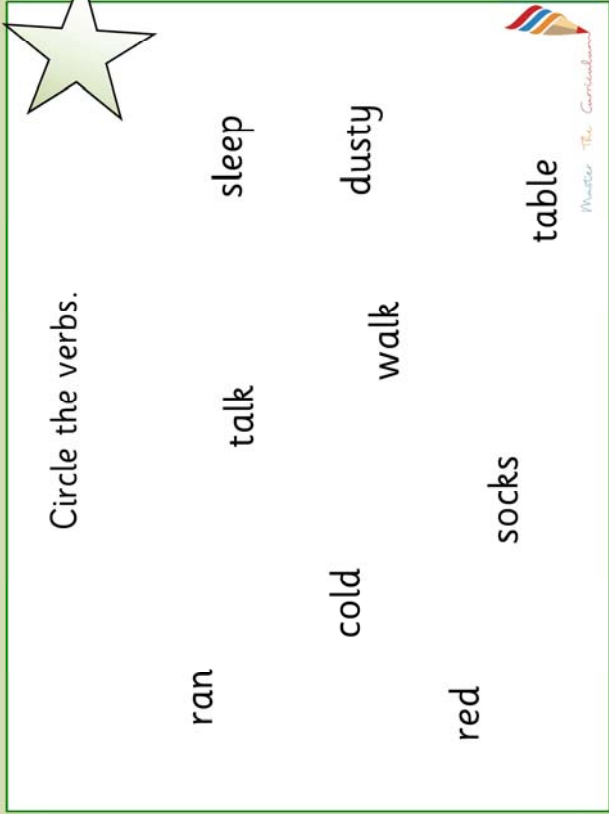 Circle the verbs.
ran
talk
sleep
cold
walk
dusty
red
socks
table
Master The Curriculum